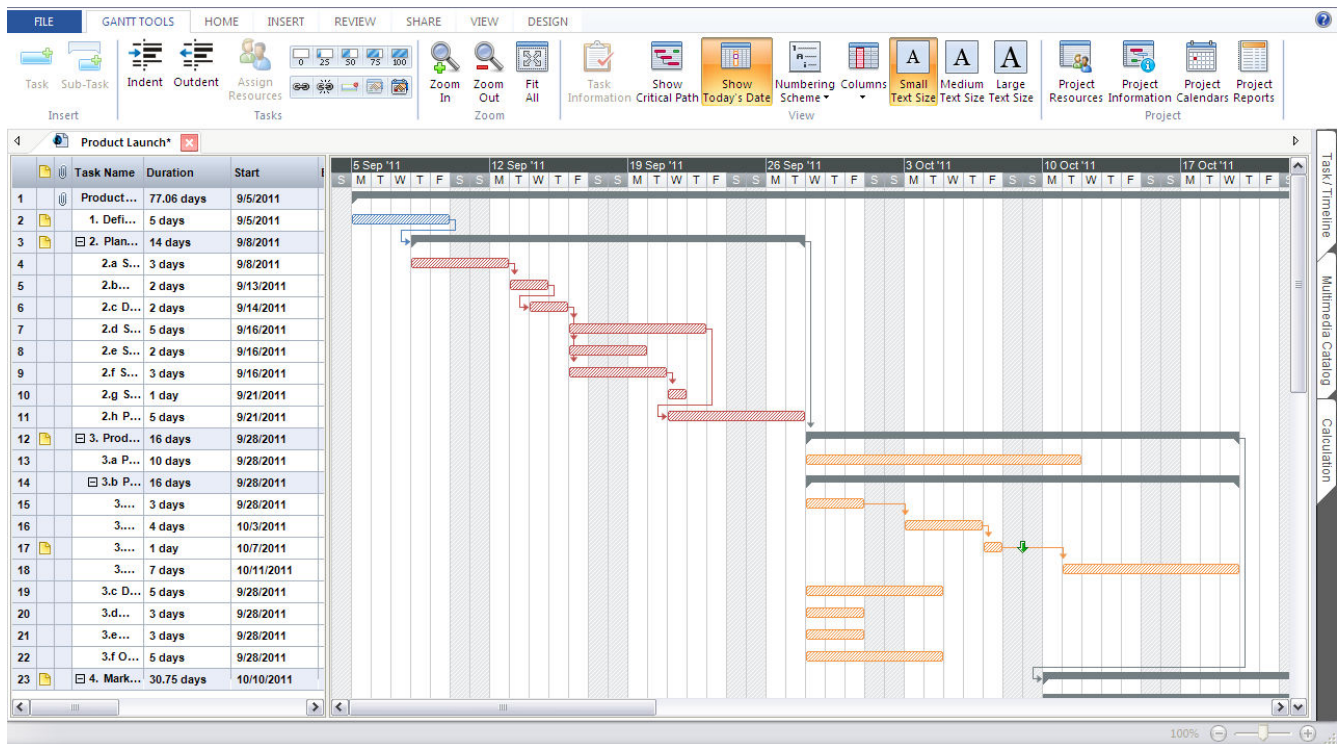 FILE GANTT TOOLS HOME INSERT REVIEW SHARE VIEW DESIGN
Task Sub-Task Indent Outdent Assign Resources 0 25 50 75 100 Zoom In Zoom Out Fit All Task Information Show Critical Path Show Today's Date Numbering Scheme Columns A Small Text Size A Medium Text Size A Large Text Size Project Resources Project Information Project Calendars Project Reports
Insert Tasks Zoom View Project
Product Launch*
Task Name Duration Start
5 Sep '11 12 Sep '11 19 Sep '11 26 Sep '11 3 Oct '11 10 Oct '11 17 Oct '11
S M T W T F S S M T W T F S S M T W T F S S M T W T F S S M T W T F S S M T W T F S S M T W T F
1 Product... 77.06 days 9/5/2011
2 1. Defi... 5 days 9/5/2011
3 2. Plan... 14 days 9/8/2011
4 2.a S... 3 days 9/8/2011
5 2.b... 2 days 9/13/2011
6 2.c D... 2 days 9/14/2011
7 2.d S... 5 days 9/16/2011
8 2.e S... 2 days 9/16/2011
9 2.f S... 3 days 9/16/2011
10 2.g S... 1 day 9/21/2011
11 2.h P... 5 days 9/21/2011
12 3. Prod... 16 days 9/28/2011
13 3.a P... 10 days 9/28/2011
14 3.b P... 16 days 9/28/2011
15 3.... 3 days 9/28/2011
16 3.... 4 days 10/3/2011
17 3.... 1 day 10/7/2011
18 3.... 7 days 10/11/2011
19 3.c D... 5 days 9/28/2011
20 3.d... 3 days 9/28/2011
21 3.e... 3 days 9/28/2011
22 3.f O... 5 days 9/28/2011
23 4. Mark... 30.75 days 10/10/2011
Task / Timeline
Multimedia Catalog
Calculation
100%